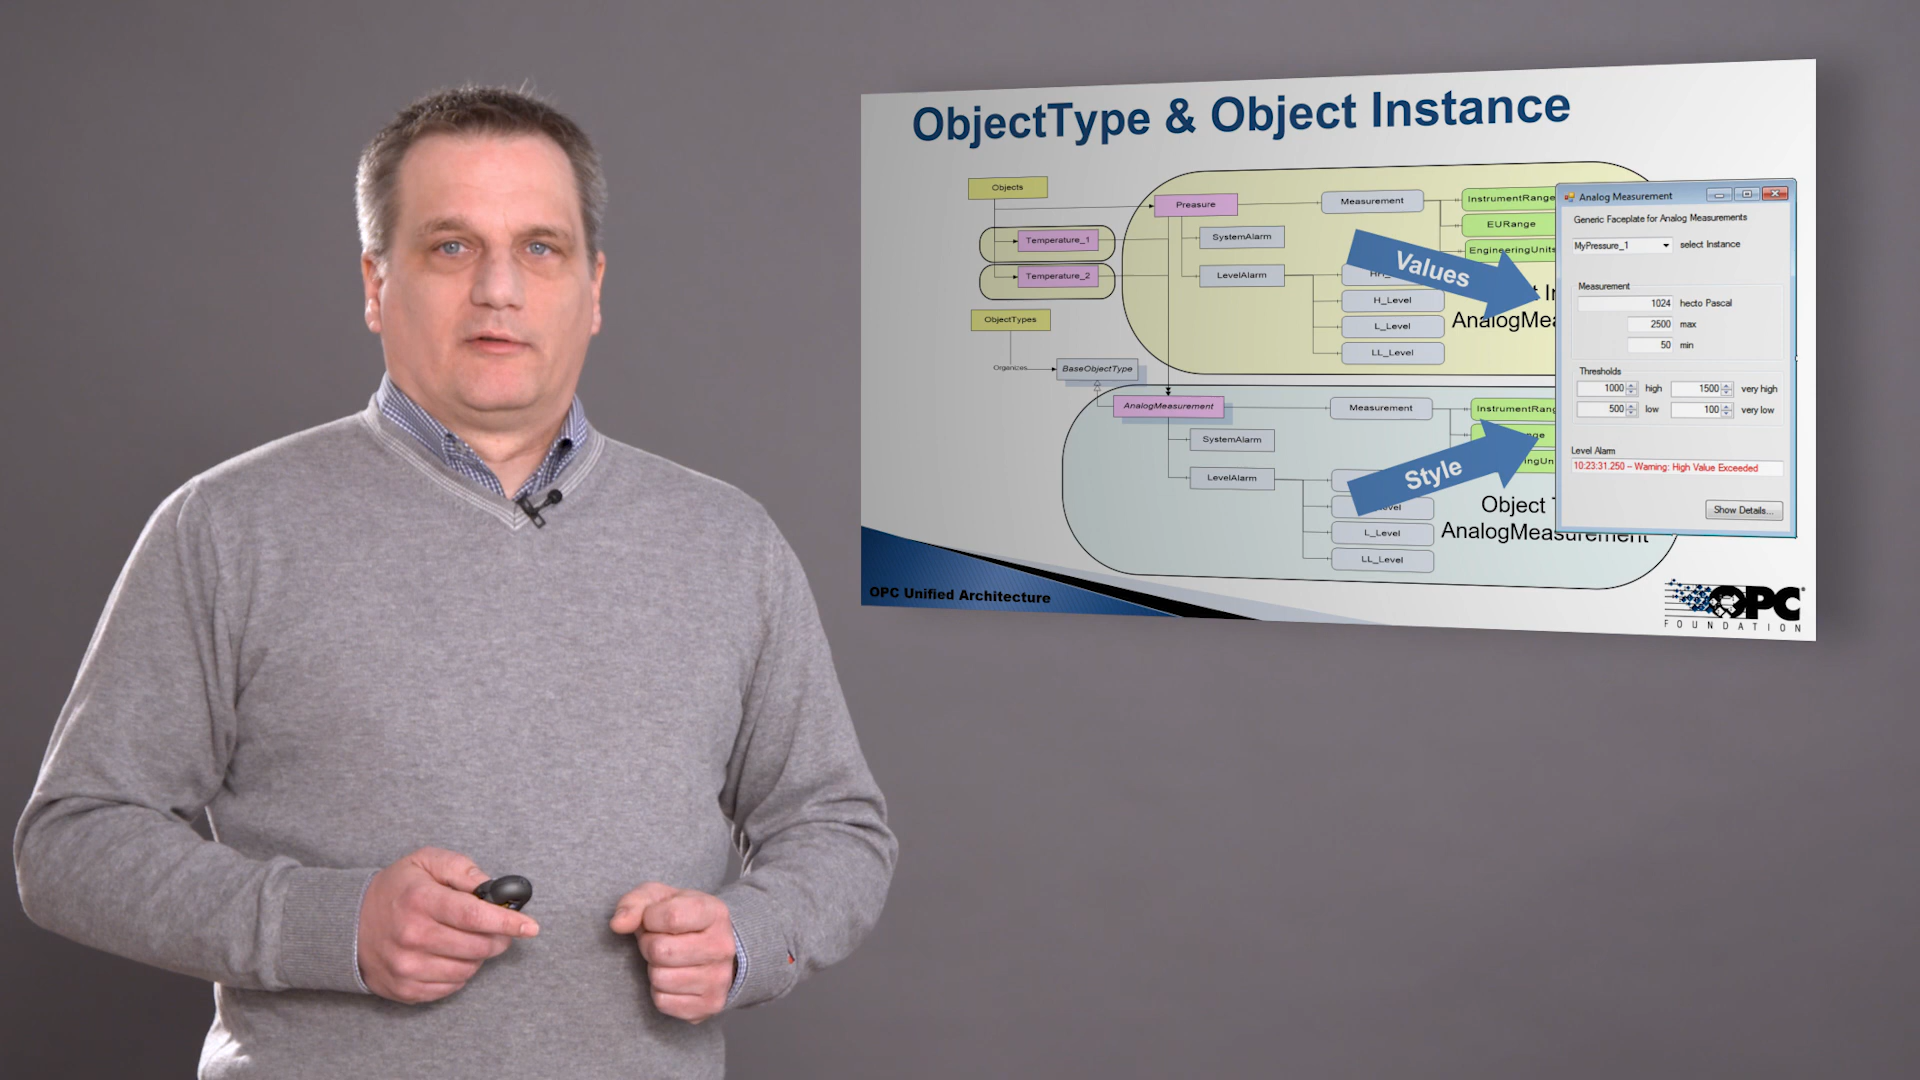 ObjectType & Object Instance
Objects
Temperature_1
Temperature_2
ObjectTypes
Organizes
BaseObjectType
Preasure
Measurement
InstrumentRange
EURange
EngineeringUnits
SystemAlarm
LevelAlarm
H_Level
L_Level
LL_Level
AnalogMea
Values
AnalogMeasurement
Measurement
SystemAlarm
LevelAlarm
L_Level
LL_Level
Style
Object
AnalogMeasurement
Analog Measurement
Generic Faceplate for Analog Measurements
MyPressure_1 select Instance
Measurement
1024 hecto Pascal
2500 max
50 min
Thresholds
1000 high 1500 very high
500 low 100 very low
Level Alarm
10:23:31.250 – Warning: High Value Exceeded
Show Details...
OPC Unified Architecture
OPC
FOUNDATION